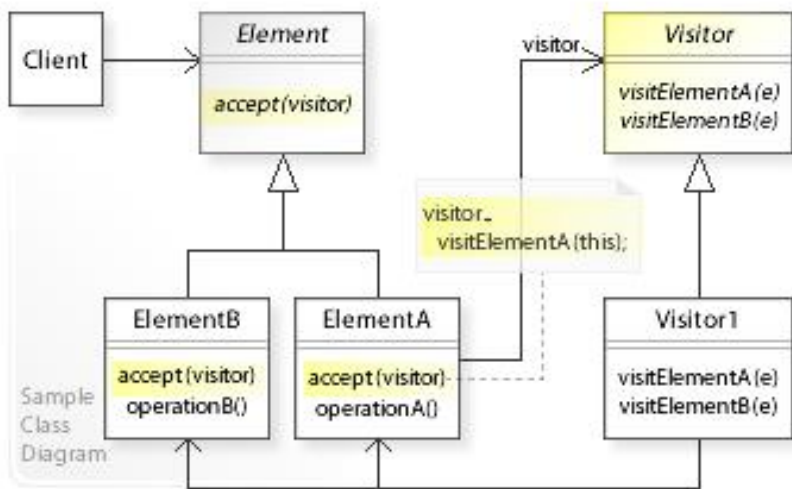 Client
Element
accept(visitor)
visitor
Visitor
visitElementA(e)
visitElementB(e)
visitor.
visitElementA(this);
ElementB
accept(visitor)
operationB()
ElementA
accept(visitor)
operationA()
Visitor1
visitElementA(e)
visitElementB(e)
Sample
Class
Diagram